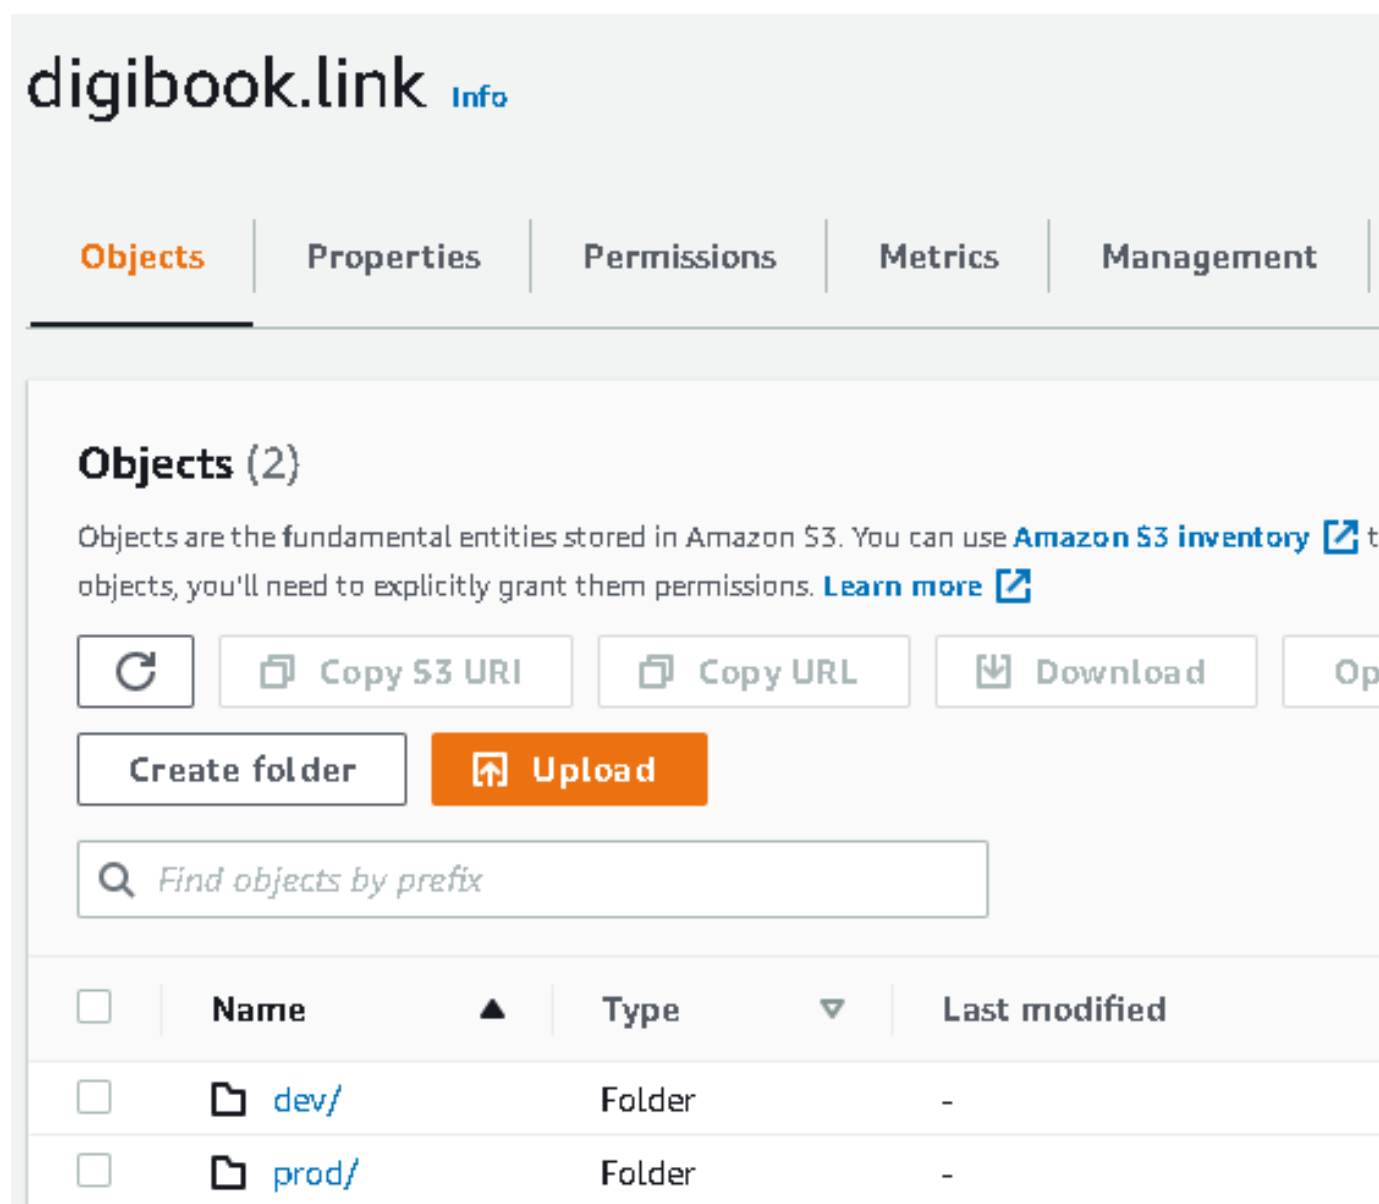 digibook.link Info
Objects Properties Permissions Metrics Management
Objects (2)
Objects are the fundamental entities stored in Amazon S3. You can use Amazon S3 inventory t
objects, you'll need to explicitly grant them permissions. Learn more
Copy S3 URI Copy URL Download Op
Create folder Upload
Find objects by prefix
Name Type Last modified
dev/ Folder -
prod/ Folder -